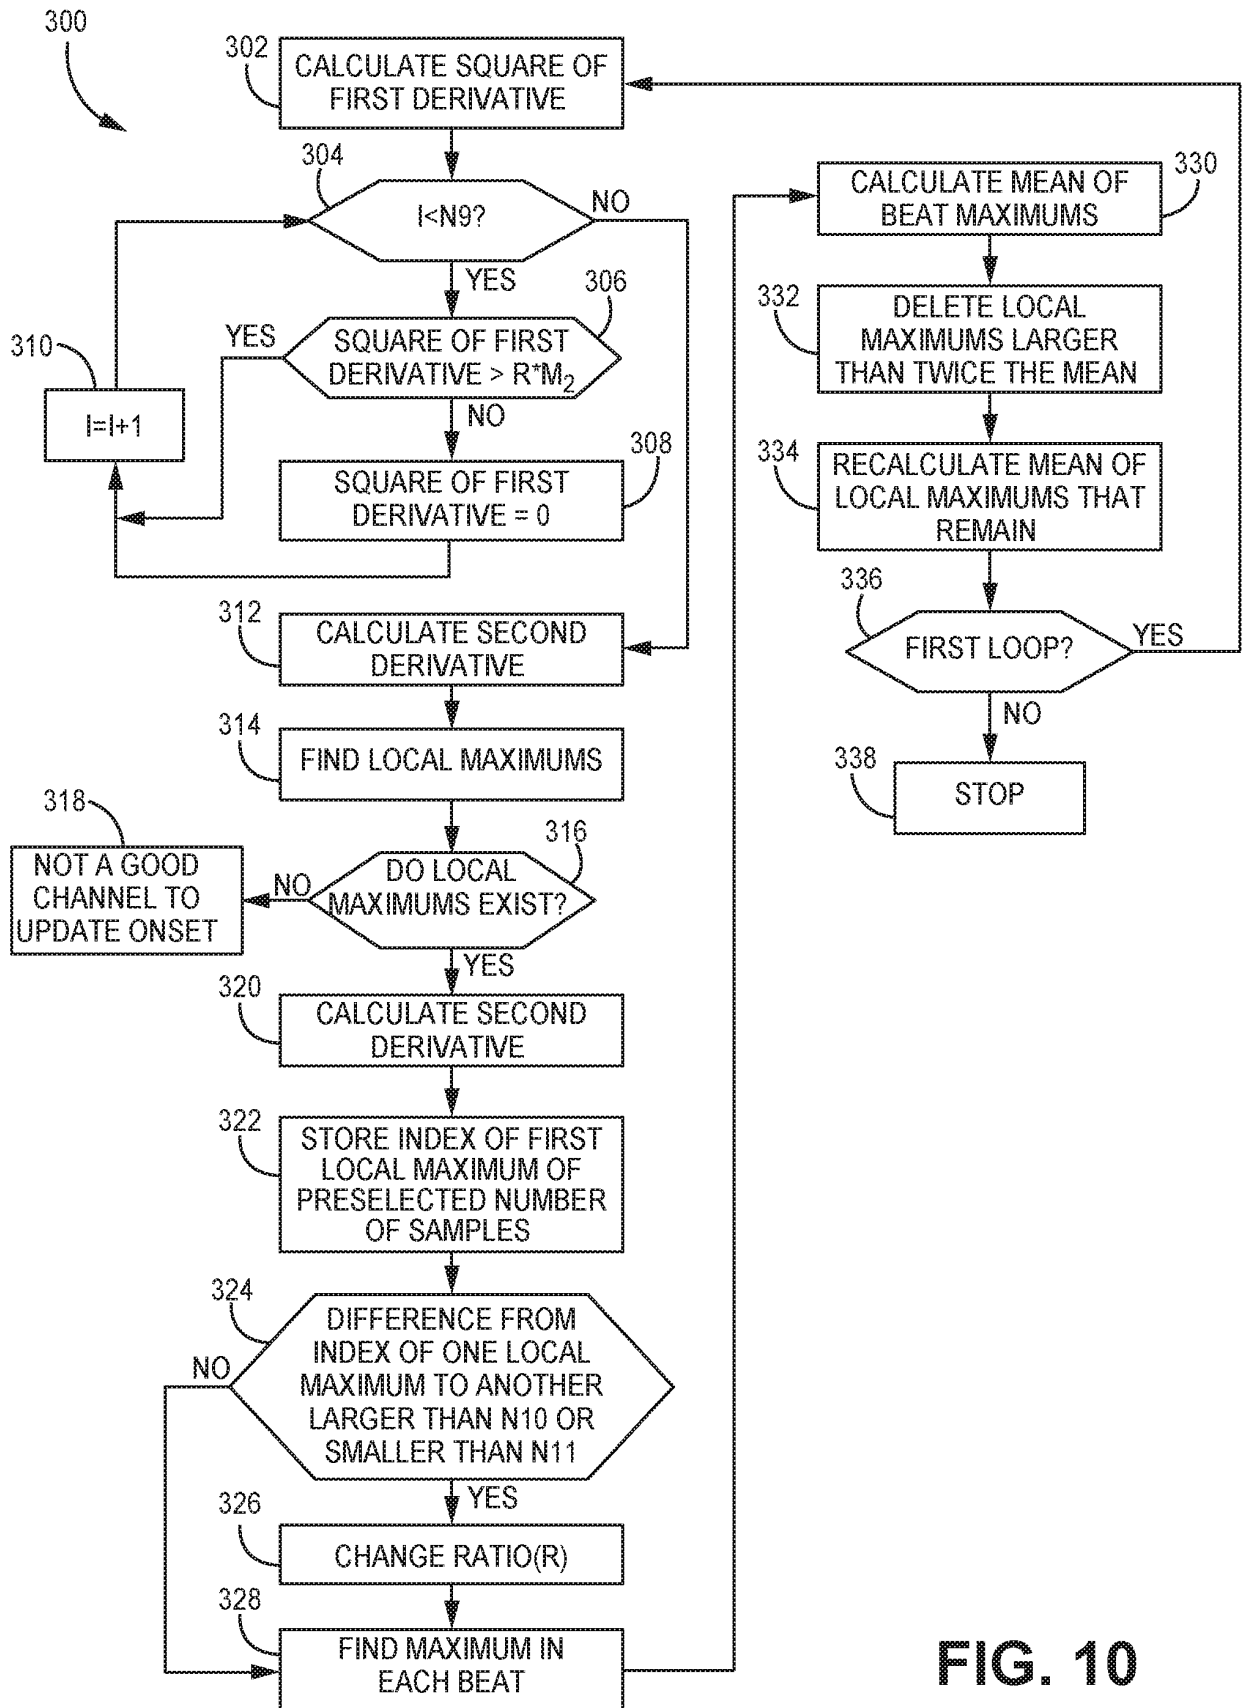 300
302
CALCULATE SQUARE OF
FIRST DERIVATIVE
304
I<N9?
NO
YES
306
YES
SQUARE OF FIRST
DERIVATIVE > R*M2
310
I=I+1
NO
308
SQUARE OF FIRST
DERIVATIVE = 0
312
CALCULATE SECOND
DERIVATIVE
314
FIND LOCAL MAXIMUMS
318
NOT A GOOD
CHANNEL TO
UPDATE ONSET
316
NO
DO LOCAL
MAXIMUMS EXIST?
YES
320
CALCULATE SECOND
DERIVATIVE
322
STORE INDEX OF FIRST
LOCAL MAXIMUM OF
PRESELECTED NUMBER
OF SAMPLES
324
NO
DIFFERENCE FROM
INDEX OF ONE LOCAL
MAXIMUM TO ANOTHER
LARGER THAN N10 OR
SMALLER THAN N11
YES
326
CHANGE RATIO(R)
328
FIND MAXIMUM IN
EACH BEAT
330
CALCULATE MEAN OF
BEAT MAXIMUMS
332
DELETE LOCAL
MAXIMUMS LARGER
THAN TWICE THE MEAN
334
RECALCULATE MEAN OF
LOCAL MAXIMUMS THAT
REMAIN
336
FIRST LOOP?
YES
NO
338
STOP
FIG. 10